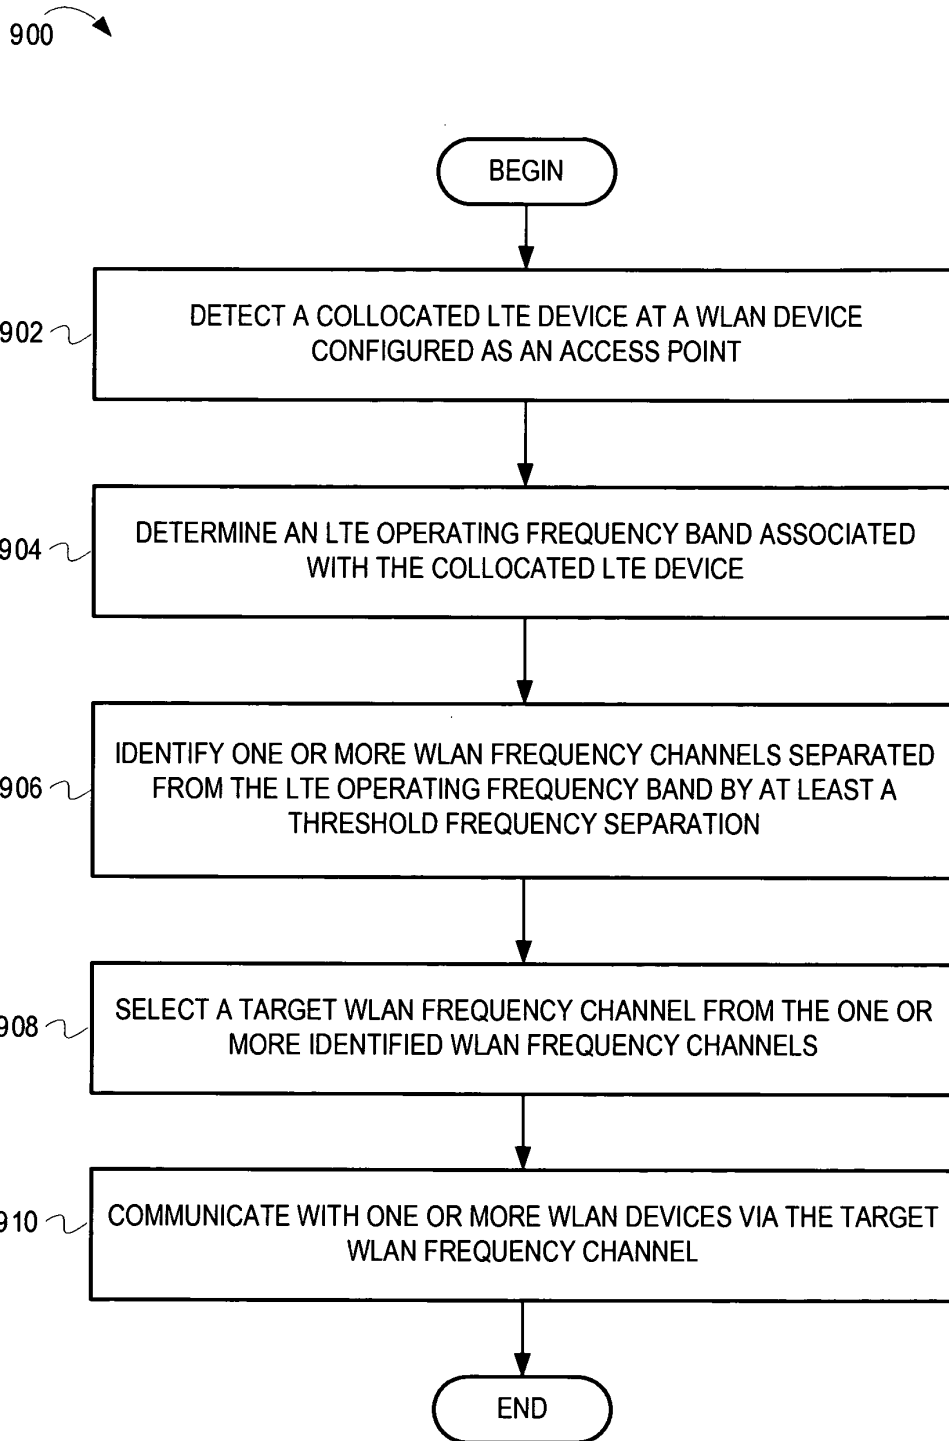 900
BEGIN
902
DETECT A COLLOCATED LTE DEVICE AT A WLAN DEVICE
CONFIGURED AS AN ACCESS POINT
904
DETERMINE AN LTE OPERATING FREQUENCY BAND ASSOCIATED
WITH THE COLLOCATED LTE DEVICE
906
IDENTIFY ONE OR MORE WLAN FREQUENCY CHANNELS SEPARATED
FROM THE LTE OPERATING FREQUENCY BAND BY AT LEAST A
THRESHOLD FREQUENCY SEPARATION
908
SELECT A TARGET WLAN FREQUENCY CHANNEL FROM THE ONE OR
MORE IDENTIFIED WLAN FREQUENCY CHANNELS
910
COMMUNICATE WITH ONE OR MORE WLAN DEVICES VIA THE TARGET
WLAN FREQUENCY CHANNEL
END